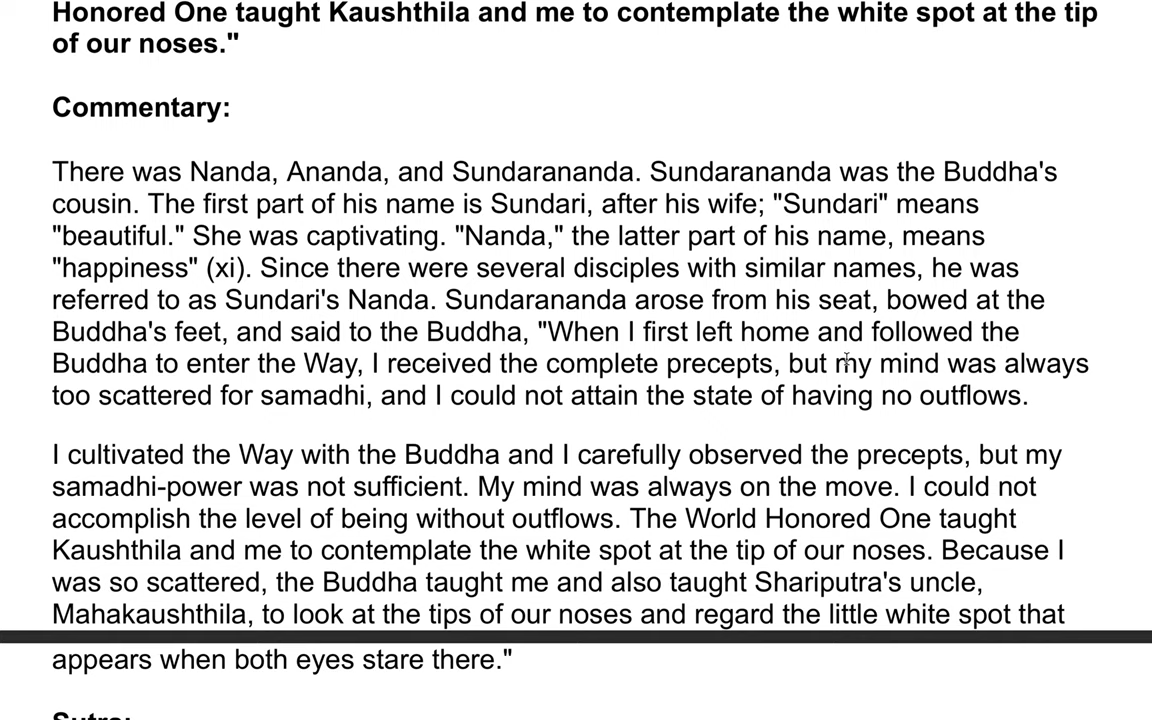 Honored One taught Kaushthila and me to contemplate the white spot at the tip
of our noses."
Commentary:
There was Nanda, Ananda, and Sundarananda. Sundarananda was the Buddha's
cousin. The first part of his name is Sundari, after his wife; "Sundari" means
"beautiful." She was captivating. "Nanda," the latter part of his name, means
"happiness" (xi). Since there were several disciples with similar names, he was
referred to as Sundari's Nanda. Sundarananda arose from his seat, bowed at the
Buddha's feet, and said to the Buddha, "When I first left home and followed the
Buddha to enter the Way, I received the complete precepts, but my mind was always
too scattered for samadhi, and I could not attain the state of having no outflows.
I cultivated the Way with the Buddha and I carefully observed the precepts, but my
samadhi-power was not sufficient. My mind was always on the move. I could not
accomplish the level of being without outflows. The World Honored One taught
Kaushthila and me to contemplate the white spot at the tip of our noses. Because I
was so scattered, the Buddha taught me and also taught Shariputra's uncle,
Mahakaushthila, to look at the tips of our noses and regard the little white spot that
appears when both eyes stare there."
Sutra: